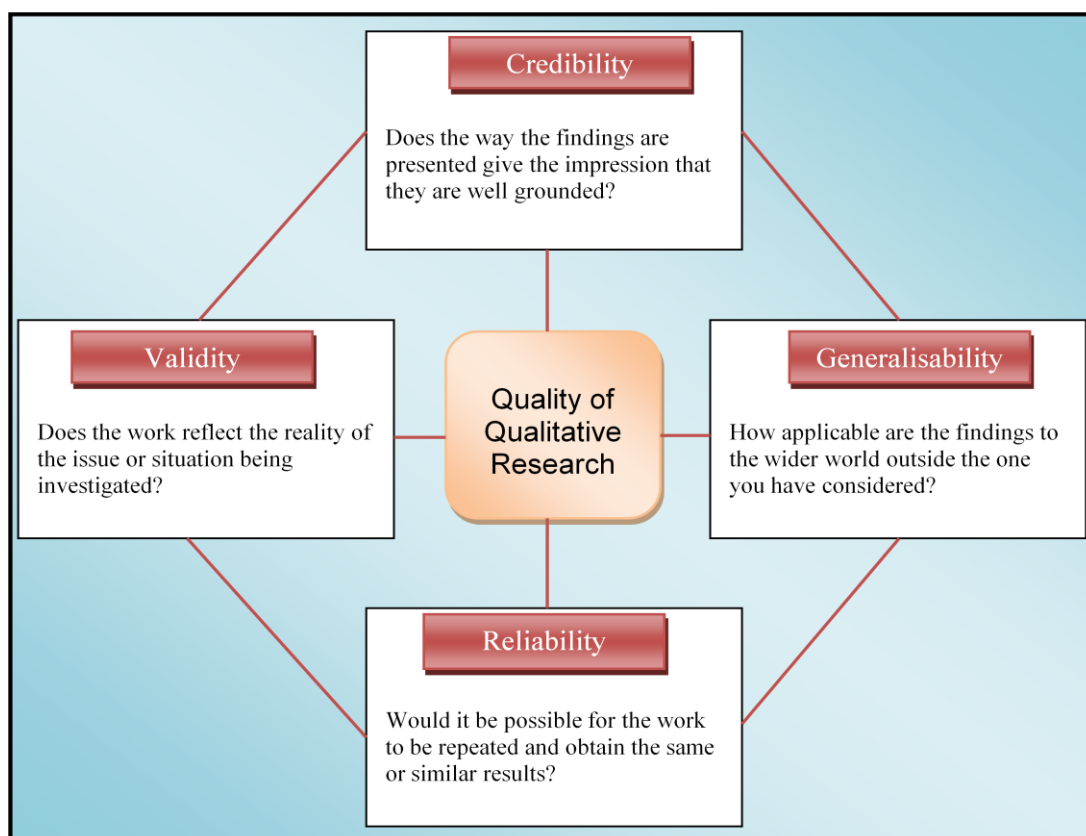 Credibility
Does the way the findings are
presented give the impression that
they are well grounded?
Validity
Does the work reflect the reality of
the issue or situation being
investigated?
Quality of
Qualitative
Research
Generalisability
How applicable are the findings to
the wider world outside the one
you have considered?
Reliability
Would it be possible for the work
to be repeated and obtain the same
or similar results?